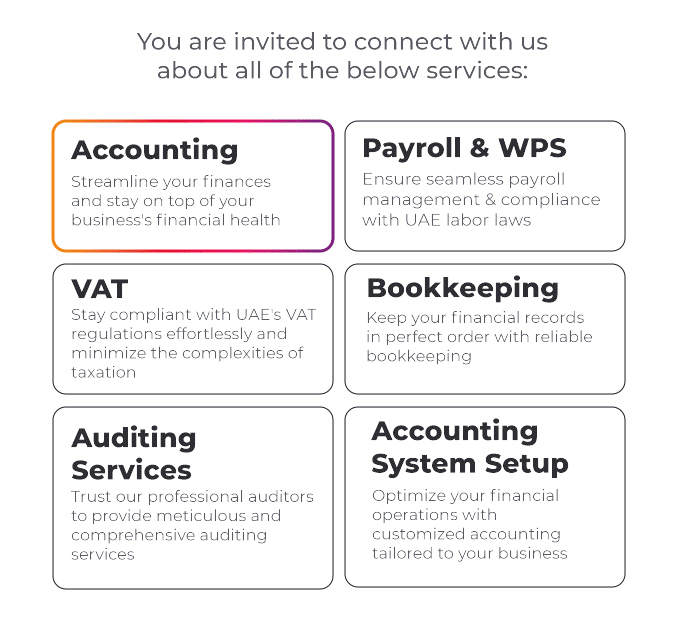 You are invited to connect with us
about all of the below services:
Accounting
Streamline your finances
and stay on top of your
business's financial health
Payroll & WPS
Ensure seamless payroll
management & compliance
with UAE labor laws
VAT
Stay compliant with UAE's VAT
regulations effortlessly and
minimize the complexities of
taxation
Bookkeeping
Keep your financial records
in perfect order with reliable
bookkeeping
Auditing
Services
Trust our professional auditors
to provide meticulous and
comprehensive auditing
services
Accounting
System Setup
Optimize your financial
operations with
customized accounting
tailored to your business